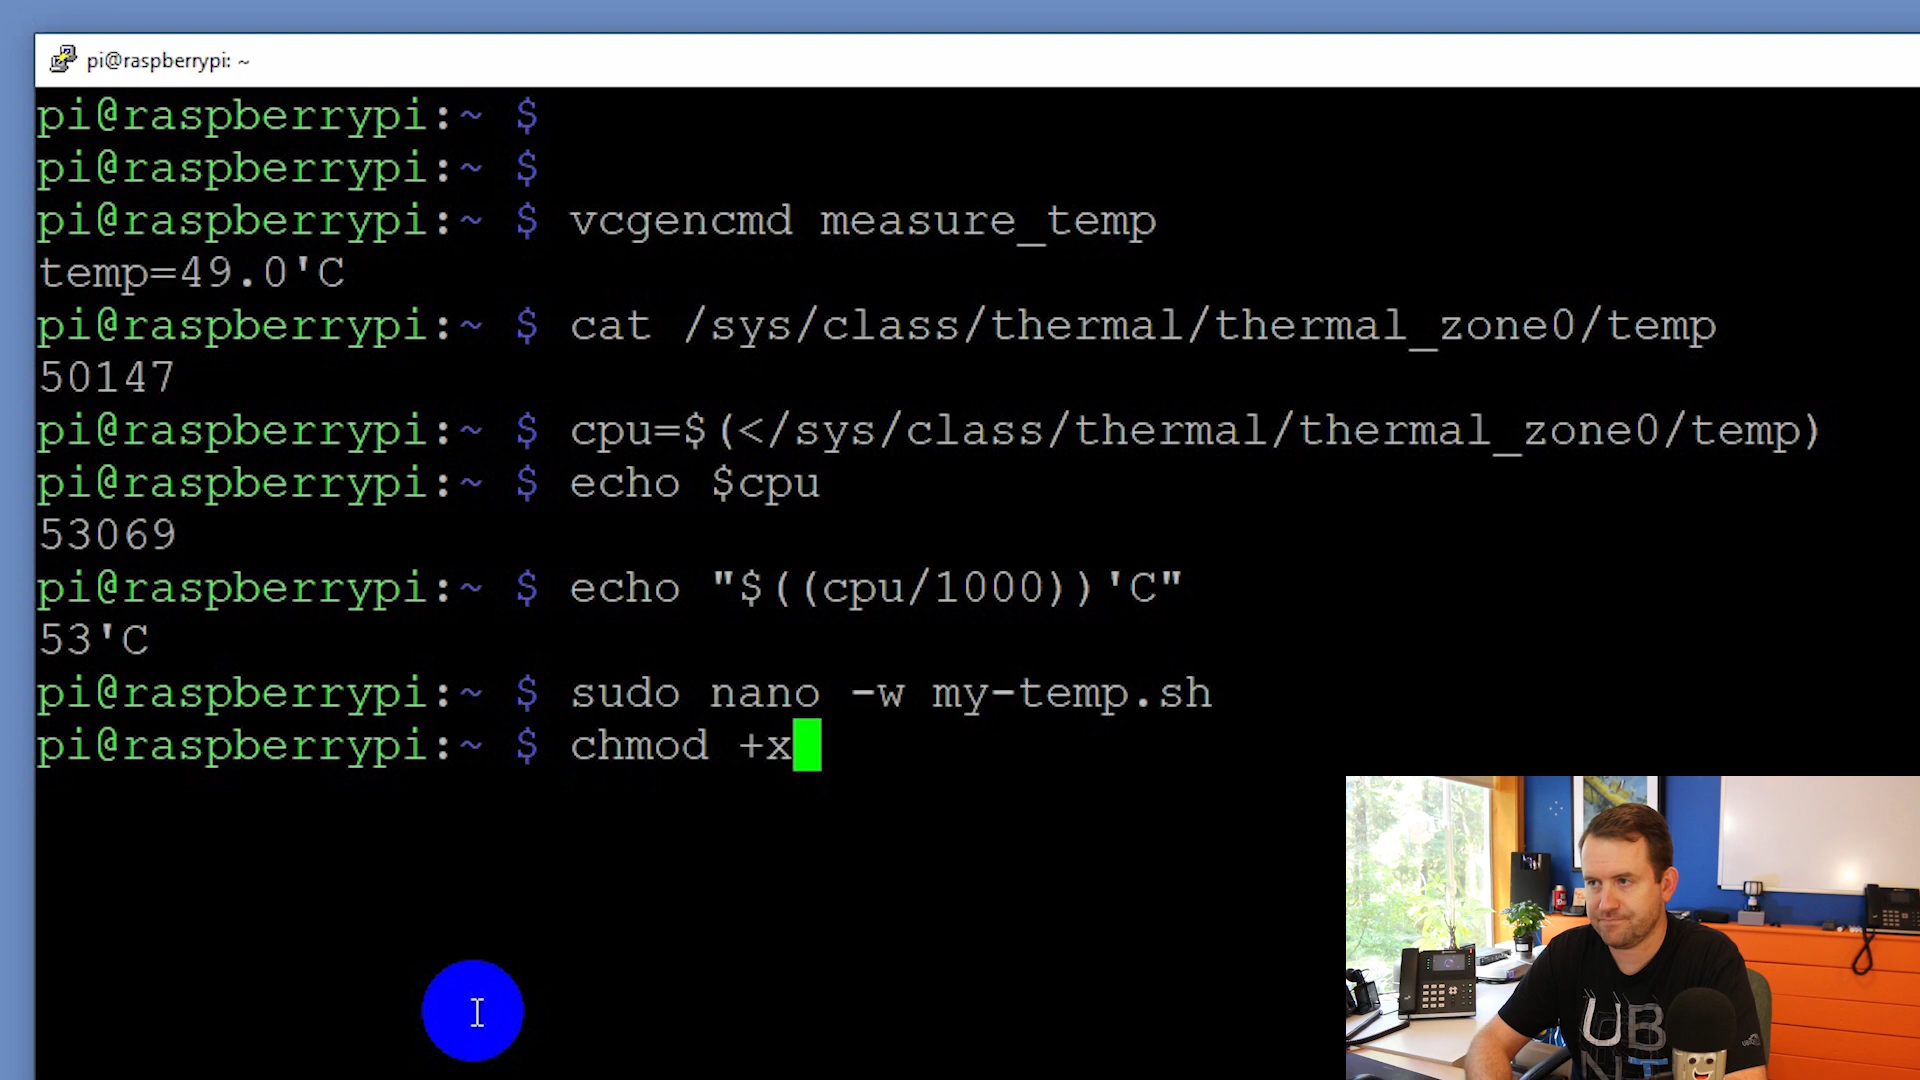 pi@raspberrypi: ~
pi@raspberrypi:~ $
pi@raspberrypi:~ $
pi@raspberrypi:~ $ vcgencmd measure_temp
temp=49.0'C
pi@raspberrypi:~ $ cat /sys/class/thermal/thermal_zone0/temp
50147
pi@raspberrypi:~ $ cpu=$(</sys/class/thermal/thermal_zone0/temp)
pi@raspberrypi:~ $ echo $cpu
53069
pi@raspberrypi:~ $ echo "$((cpu/1000))'C"
53'C
pi@raspberrypi:~ $ sudo nano -w my-temp.sh
pi@raspberrypi:~ $ chmod +x
UB
NT